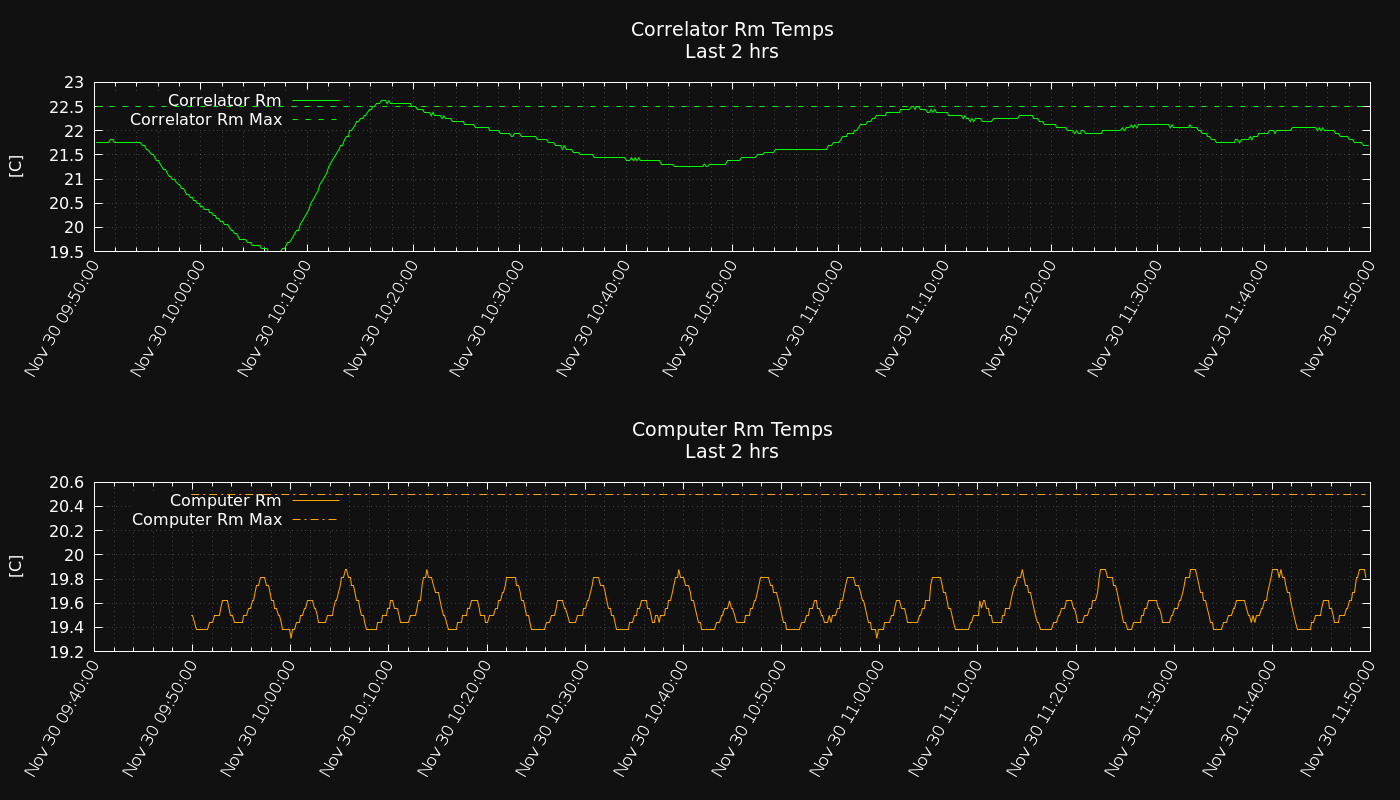 Correlator Rm Temps
Last 2 hrs
23
22.5
22
21.5
21
20.5
20
19.5
[C]
Correlator Rm
Correlator Rm Max
Nov 30 09:50:00
Nov 30 10:00:00
Nov 30 10:10:00
Nov 30 10:20:00
Nov 30 10:30:00
Nov 30 10:40:00
Nov 30 10:50:00
Nov 30 11:00:00
Nov 30 11:10:00
Nov 30 11:20:00
Nov 30 11:30:00
Nov 30 11:40:00
Nov 30 11:50:00
Computer Rm Temps
Last 2 hrs
20.6
20.4
20.2
20
19.8
19.6
19.4
19.2
[C]
Computer Rm
Computer Rm Max
Nov 30 09:40:00
Nov 30 09:50:00
Nov 30 10:00:00
Nov 30 10:10:00
Nov 30 10:20:00
Nov 30 10:30:00
Nov 30 10:40:00
Nov 30 10:50:00
Nov 30 11:00:00
Nov 30 11:10:00
Nov 30 11:20:00
Nov 30 11:30:00
Nov 30 11:40:00
Nov 30 11:50:00